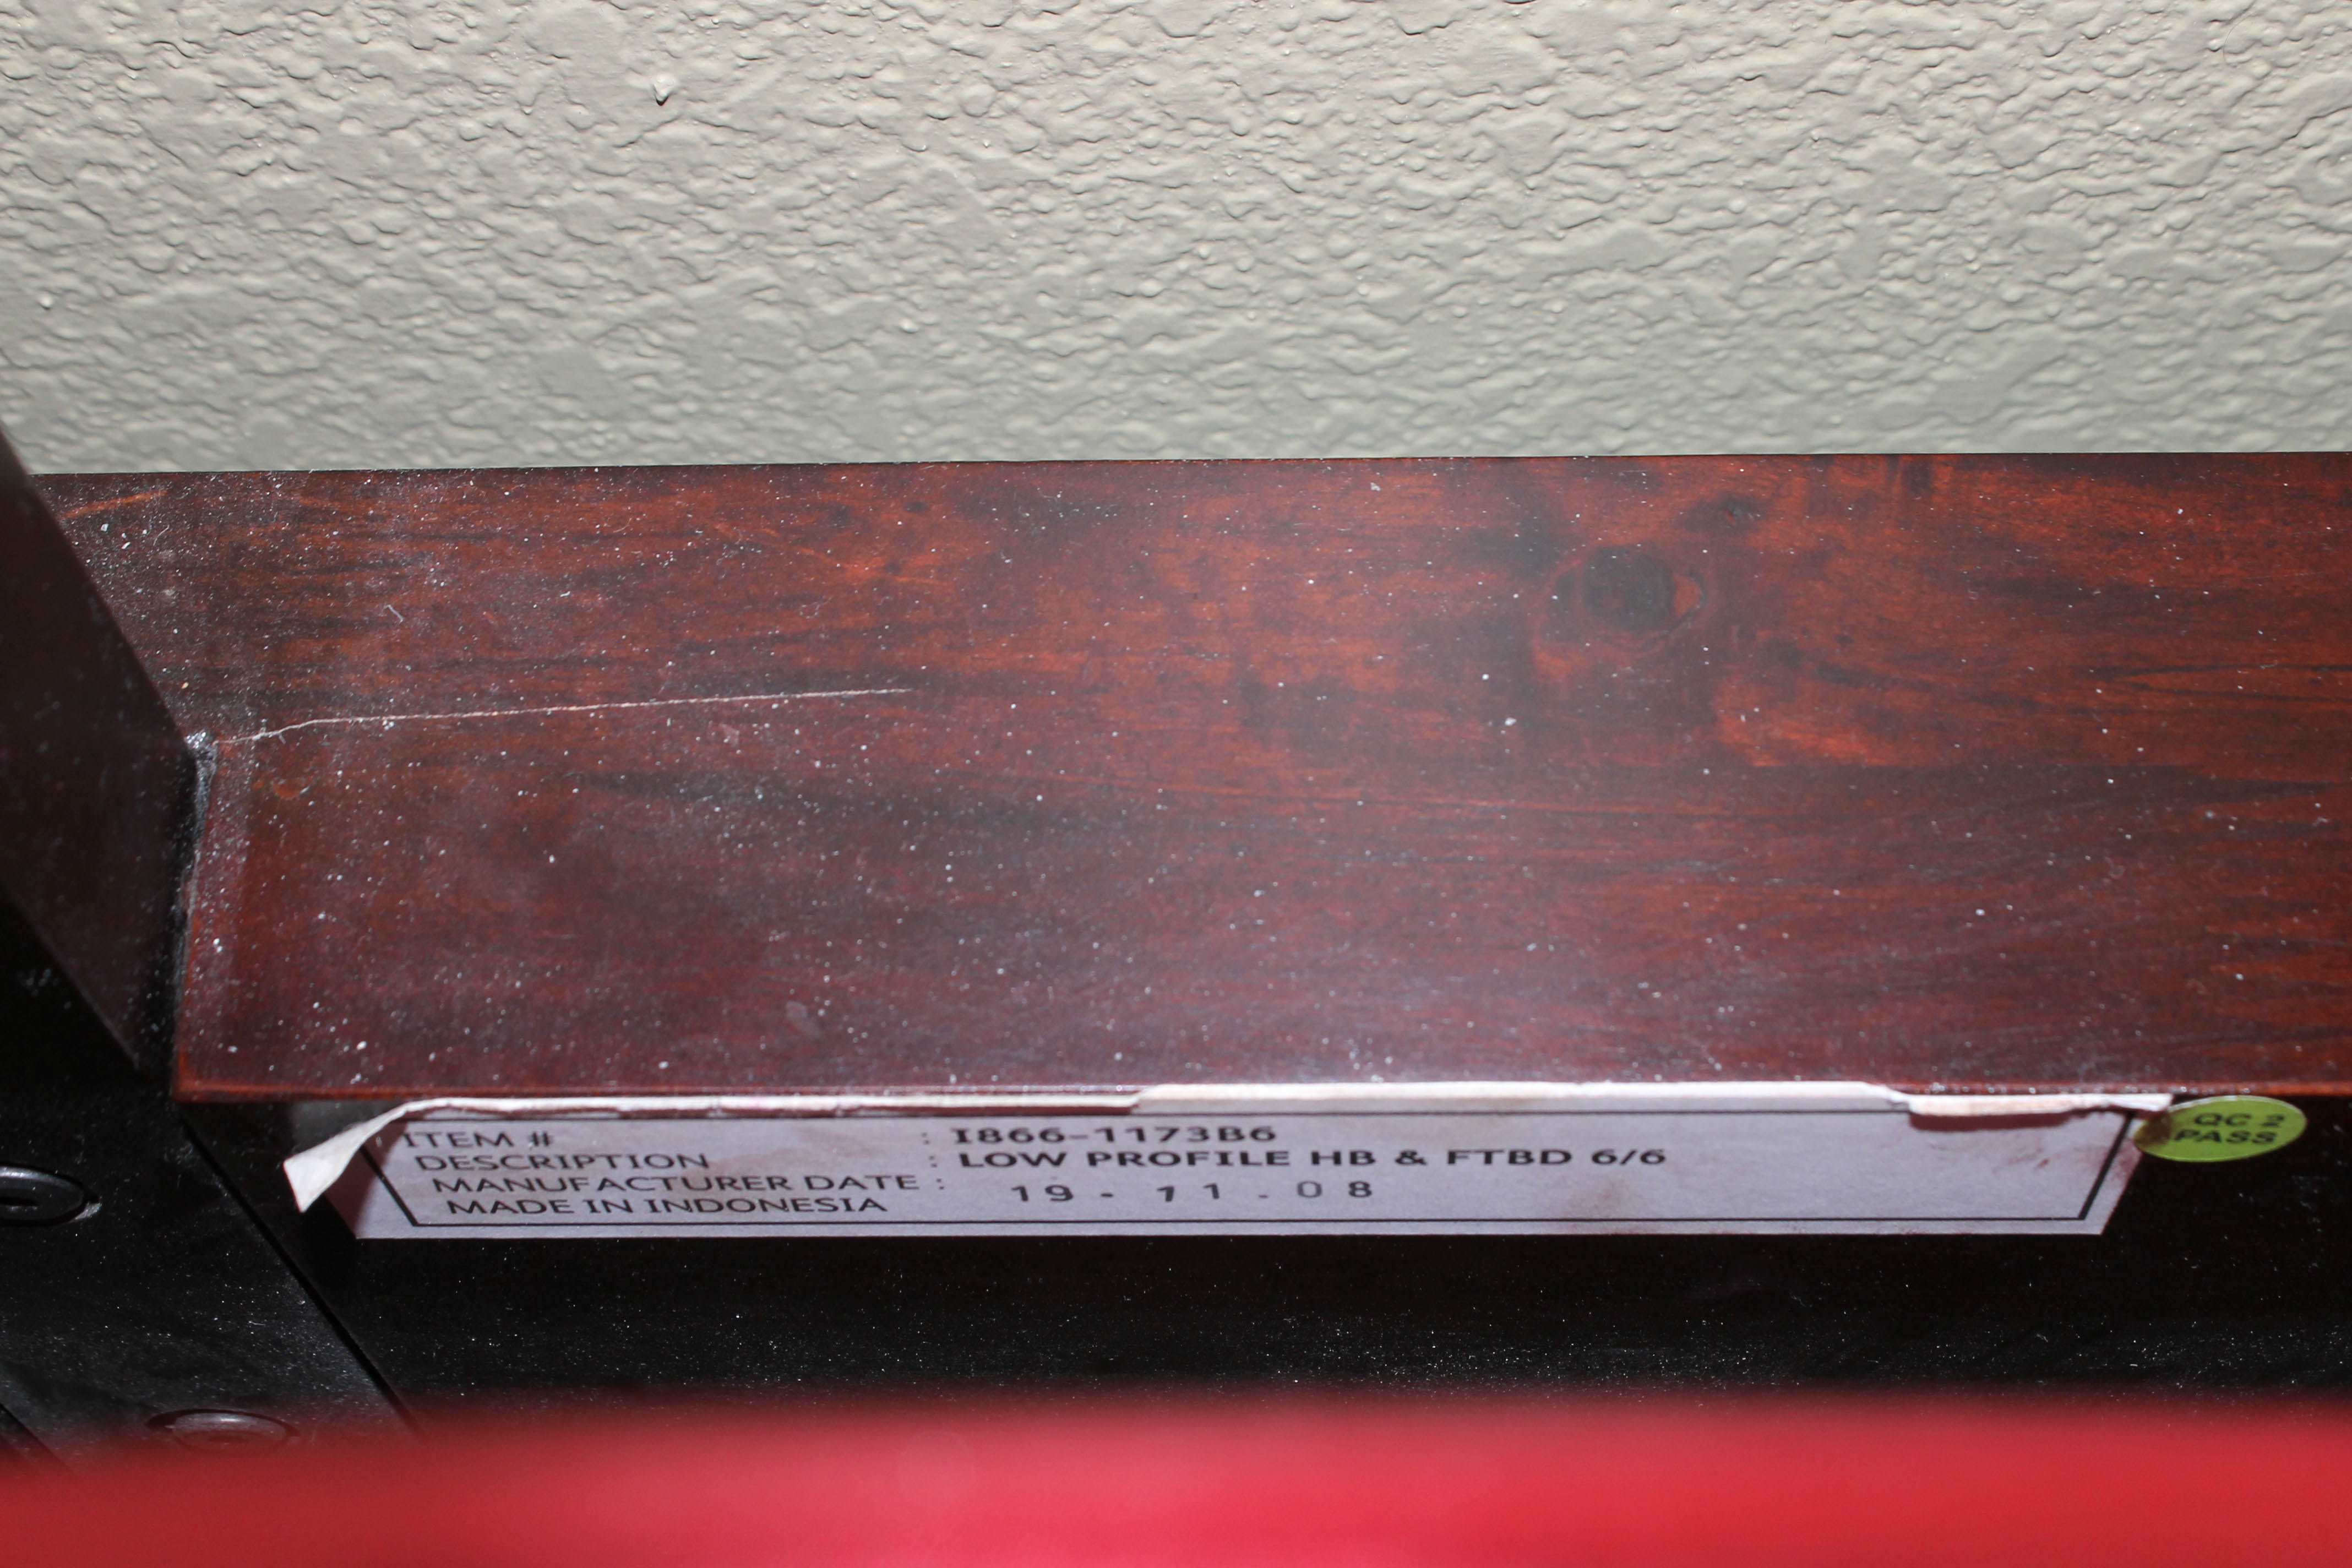 ITEM # : I866-1173B6
DESCRIPTION : LOW PROFILE HB & FTBD 6/6
MANUFACTURER DATE : 19 - 11 . 08
MADE IN INDONESIA
QC 2
PASS